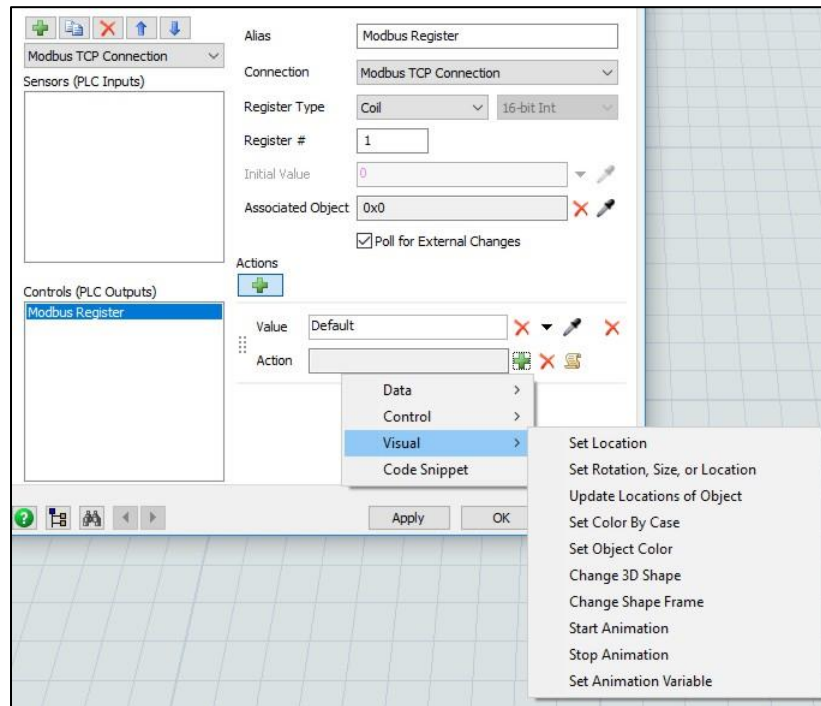 Modbus TCP Connection
Sensors (PLC Inputs)
Controls (PLC Outputs)
Modbus Register
Alias Modbus Register
Connection Modbus TCP Connection
Register Type Coil 16-bit Int
Register # 1
Initial Value 0
Associated Object 0x0
Poll for External Changes
Actions
Value Default
Action
Data
Control
Visual
Code Snippet
Set Location
Set Rotation, Size, or Location
Update Locations of Object
Set Color By Case
Set Object Color
Change 3D Shape
Change Shape Frame
Start Animation
Stop Animation
Set Animation Variable
Apply OK